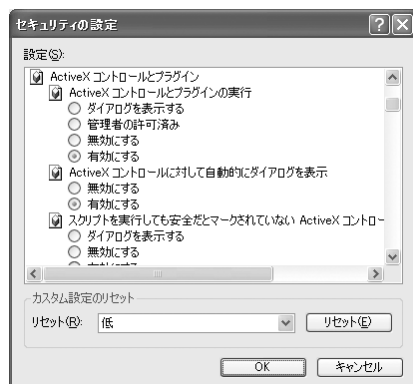 セキュリティの設定
設定(S):
ActiveX コントロールとプラグイン
ActiveX コントロールとプラグインの実行
ダイアログを表示する
管理者の許可済み
無効にする
有効にする
ActiveX コントロールに対して自動的にダイアログを表示
無効にする
有効にする
スクリプトを実行しても安全だとマークされていない ActiveX コントロー
ダイアログを表示する
無効にする
カスタム設定のリセット
リセット(R): 低 リセット(E)
OK キャンセル